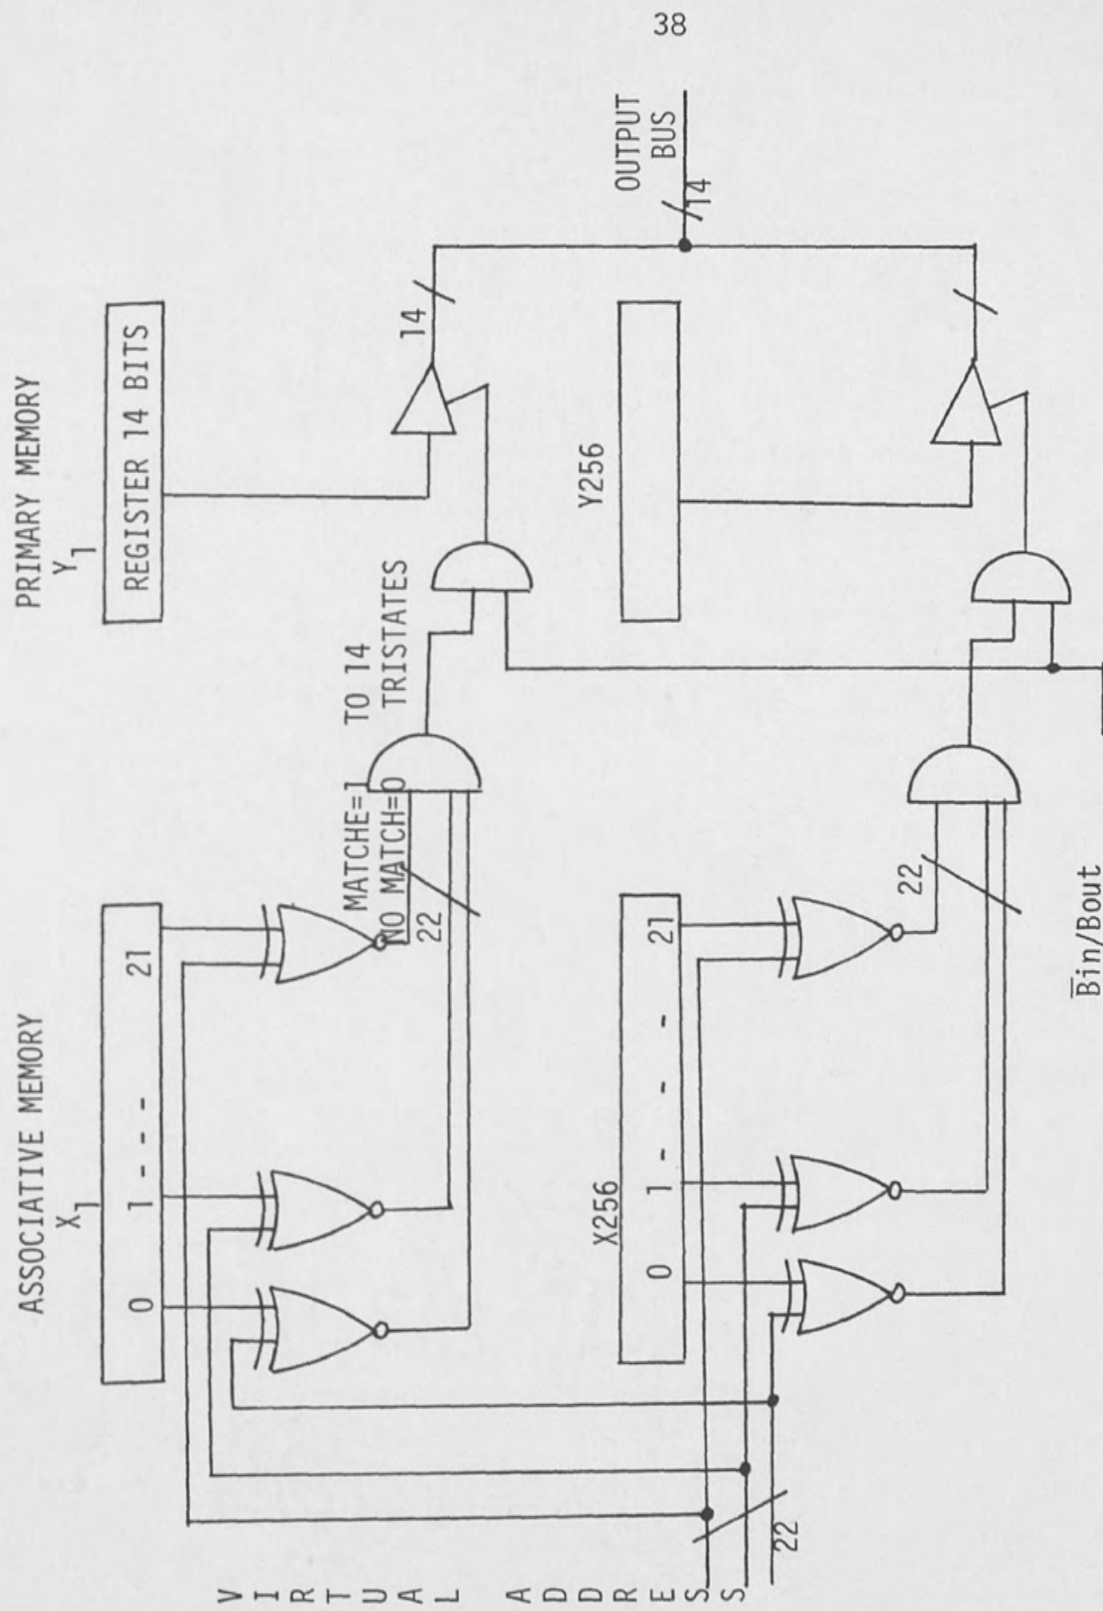 38
ASSOCIATIVE MEMORY
X1
0 1 - - - 21
PRIMARY MEMORY
Y1
REGISTER 14 BITS
MATCHE=1
NO MATCH=0
22
TO 14
TRISTATES
14
OUTPUT
BUS
14
VIRTUAL ADDRESS
22
X256
0 1 - - - 21
22
Y256
B̅in/Bout